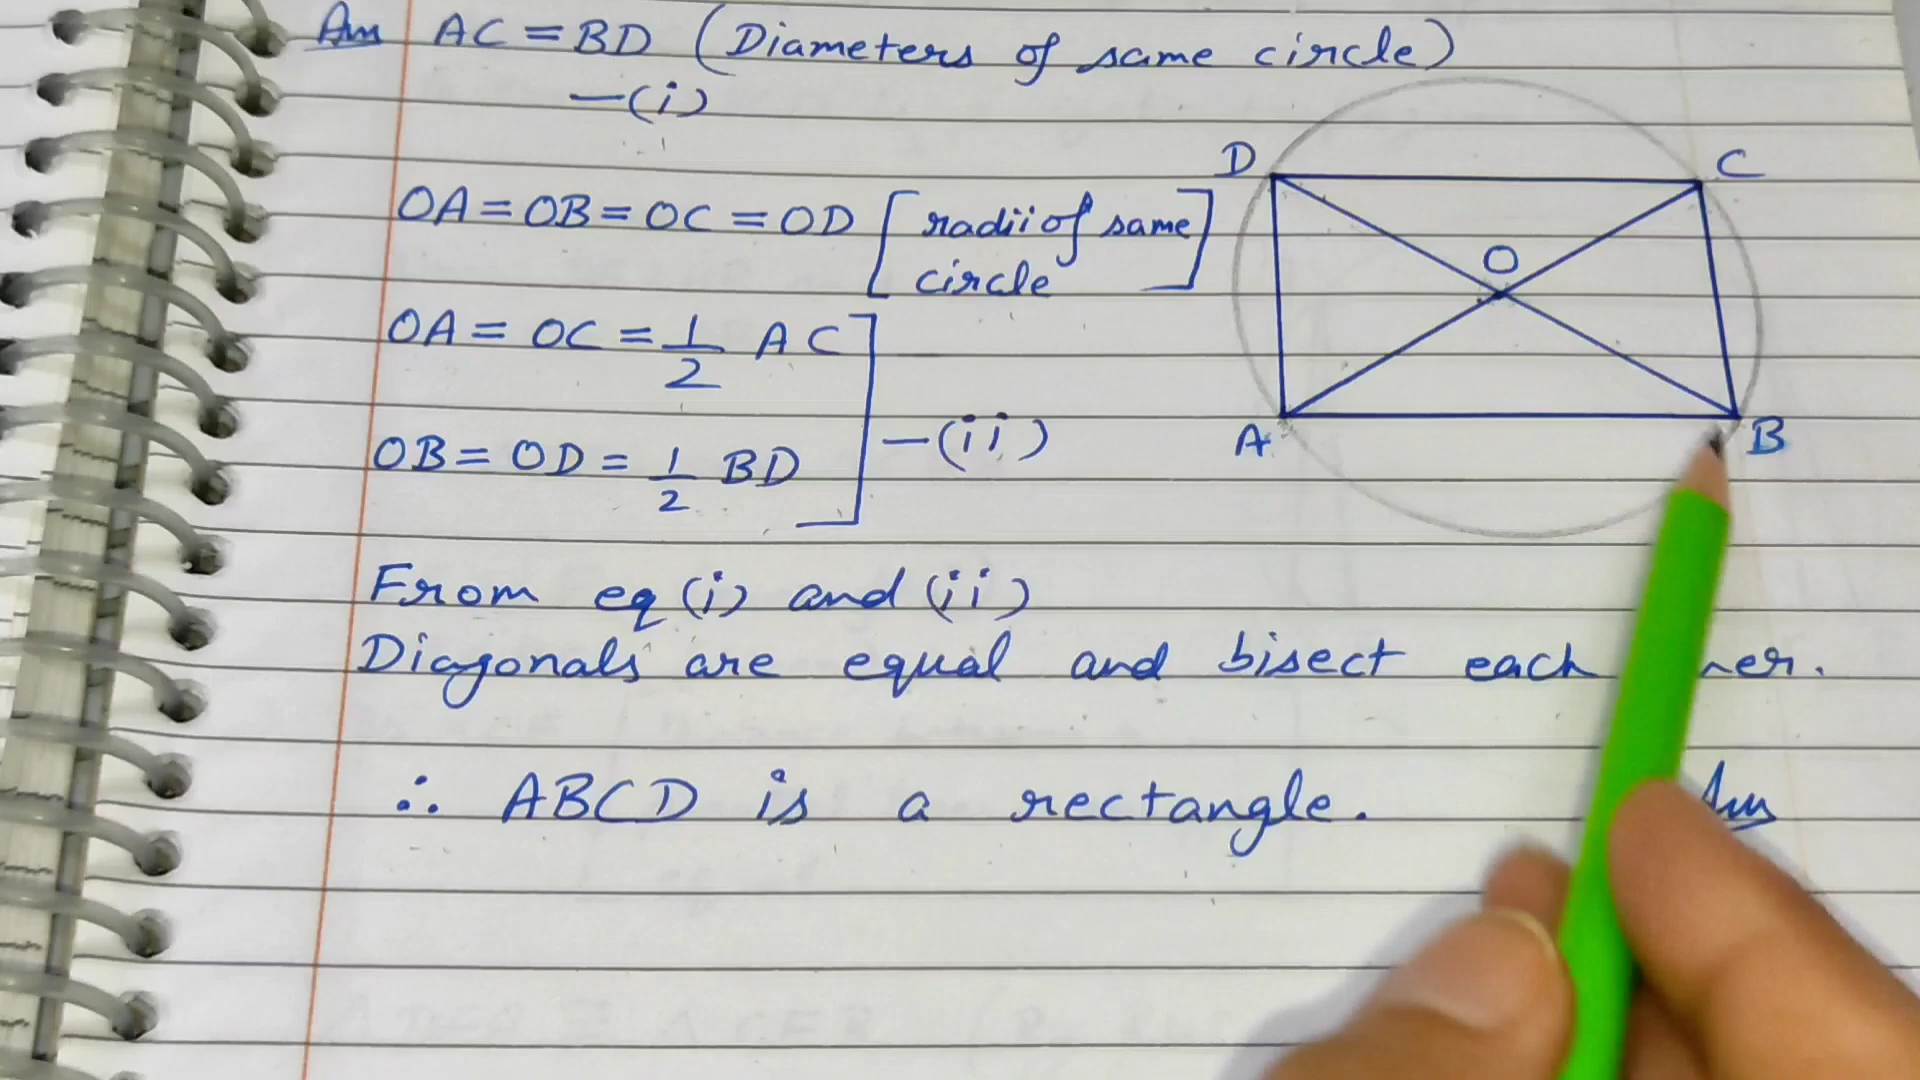 Ans AC = BD (Diameters of same circle)
—(i)
OA = OB = OC = OD [radii of same
circle]
OA = OC = 1/2 AC
OB = OD = 1/2 BD
—(ii)
From eq (i) and (ii)
Diagonals are equal and bisect each
∴ ABCD is a rectangle. Ans
D C
O
A B